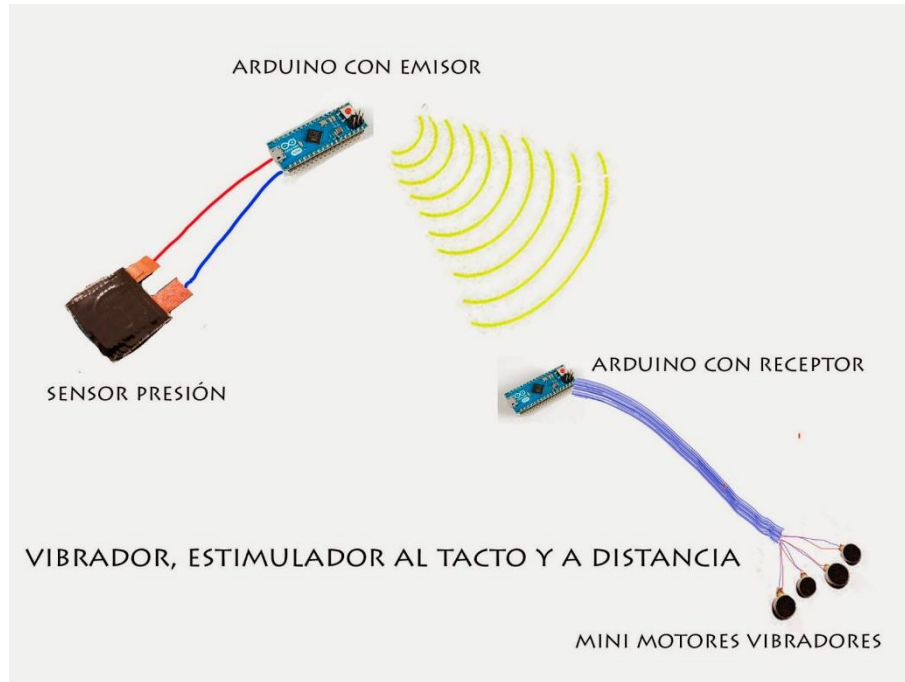 ARDUINO CON EMISOR
SENSOR PRESIÓN
ARDUINO CON RECEPTOR
VIBRADOR, ESTIMULADOR AL TACTO Y A DISTANCIA
MINI MOTORES VIBRADORES